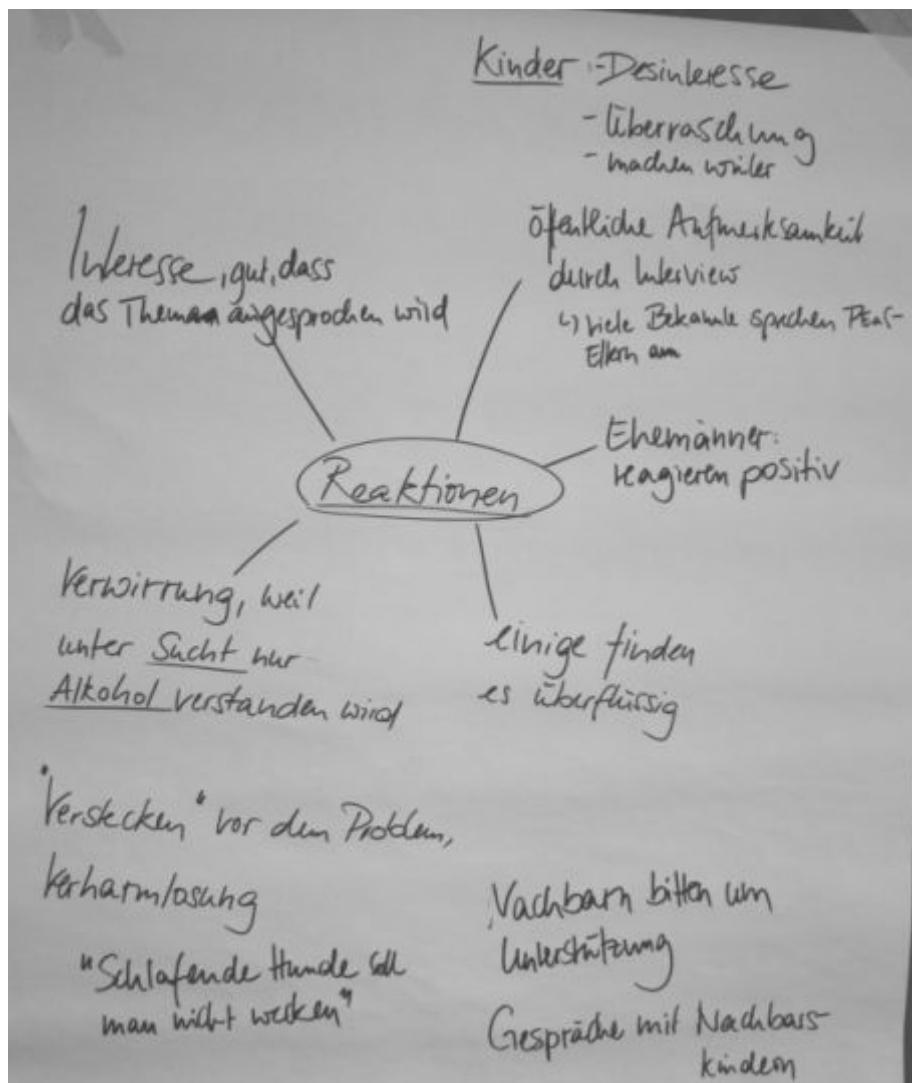 Kinder :- Desinteresse
- Überraschung
- machen weiter
Interesse, gut, dass
das Thema angesprochen wird
öfentliche Aufmerksamkeit
durch Interview
↳ viele Bekannte sprechen PEaS-
Eltern an
Ehemänner:
reagieren positiv
Reaktionen
Verwirrung, weil
unter Sucht nur
Alkohol verstanden wird
einige finden
es überflüssig
"Verstecken" vor dem Problem,
Verharmlosung
"Schlafende Hunde soll
man nicht wecken"
Nachbarn bitten um
Unterstützung
Gespräche mit Nachbars-
kindern